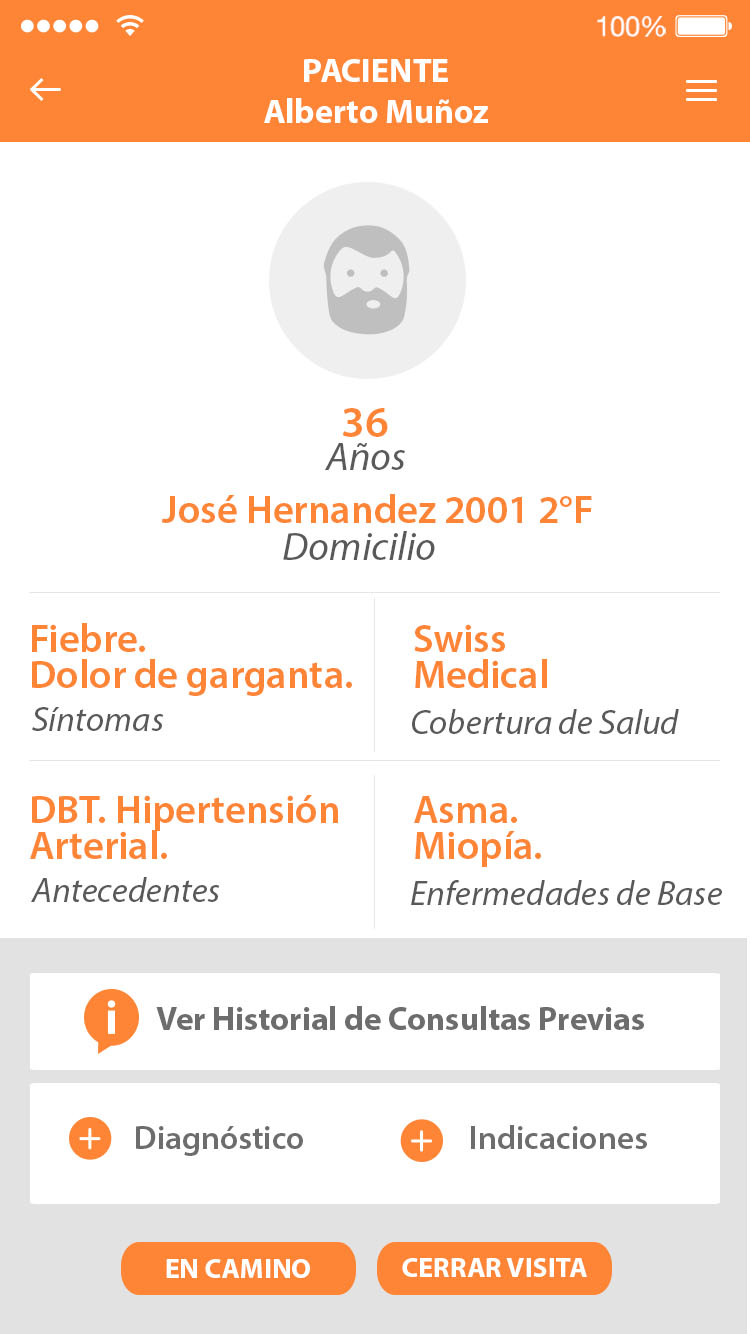 100%
PACIENTE
Alberto Muñoz
36
Años
José Hernandez 2001 2°F
Domicilio
Fiebre.
Dolor de garganta.
Síntomas
Swiss
Medical
Cobertura de Salud
DBT. Hipertensión
Arterial.
Antecedentes
Asma.
Miopía.
Enfermedades de Base
Ver Historial de Consultas Previas
Diagnóstico
Indicaciones
EN CAMINO
CERRAR VISITA